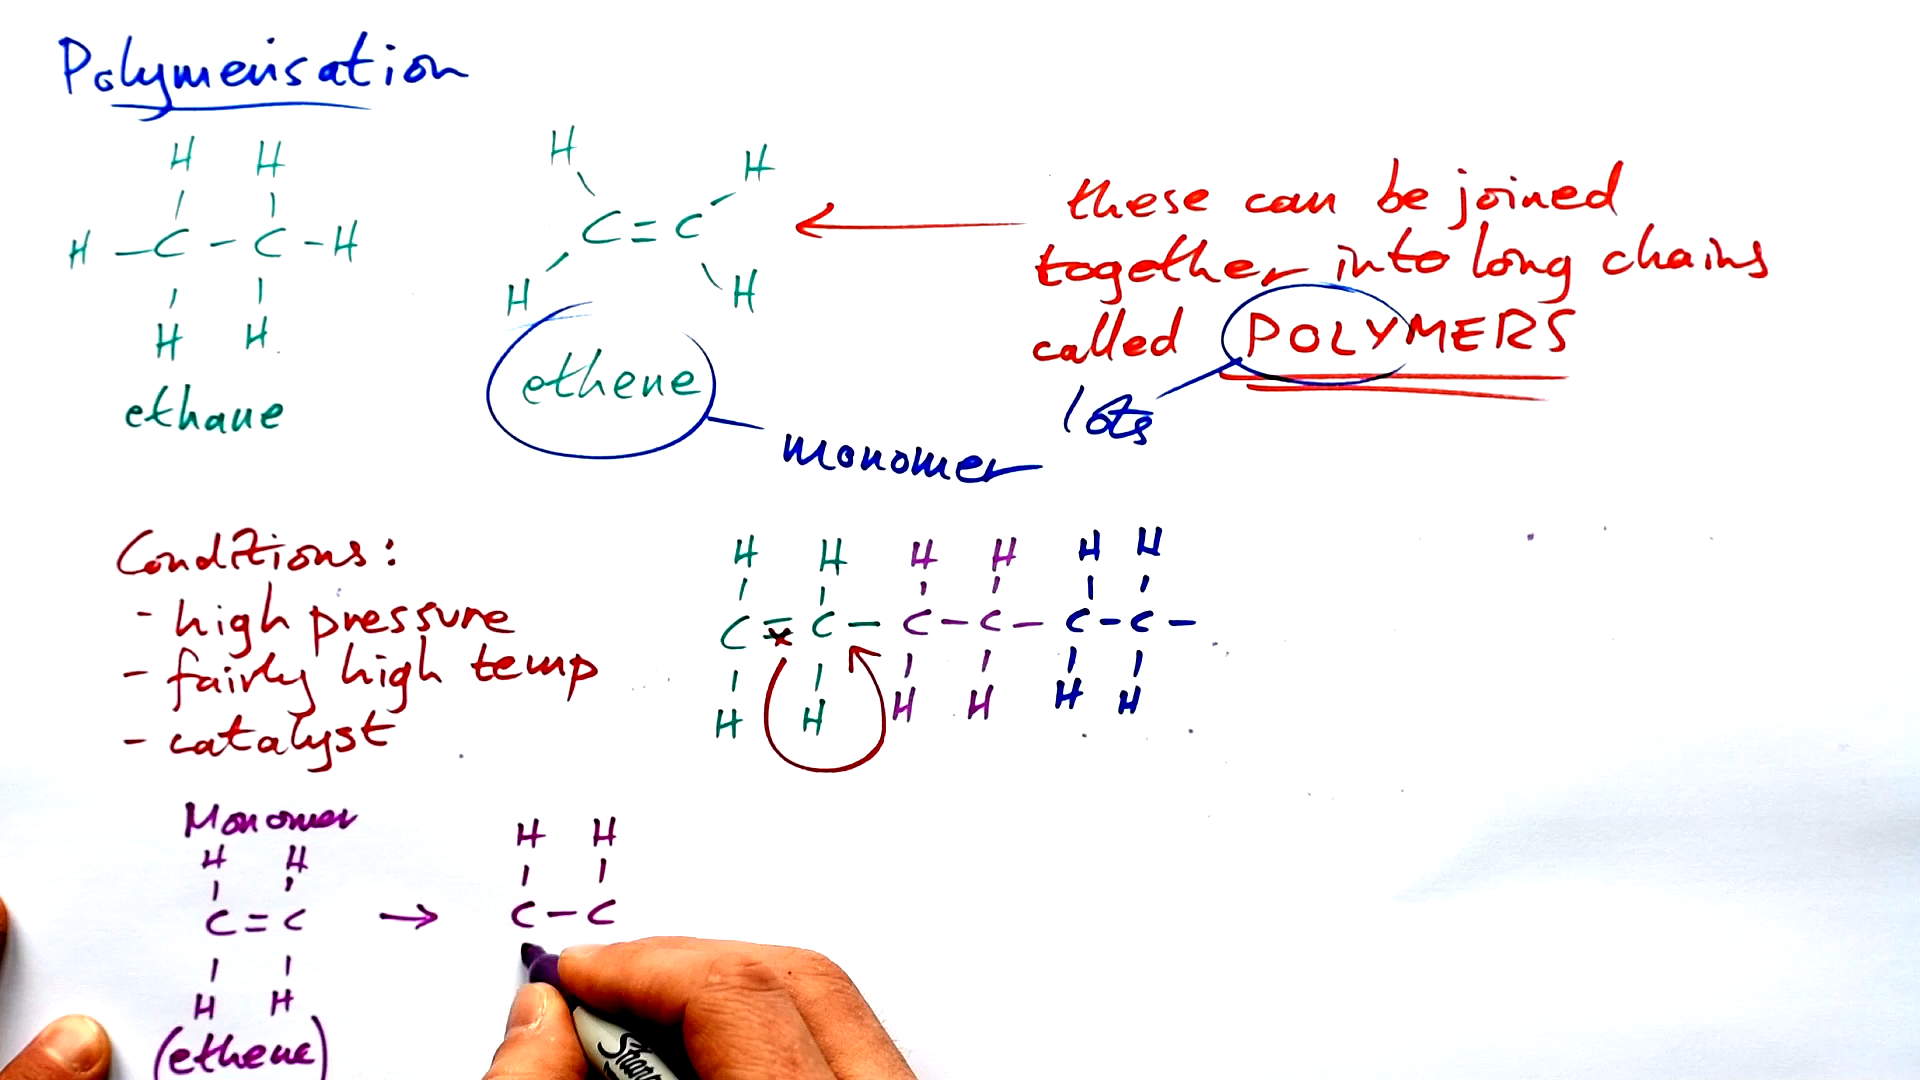 Polymerisation
H H H H
H – C – C – H C = C
H H H H
ethane ethene
these can be joined
together into long chains
called POLYMERS
lots
monomer
Conditions:
- high pressure
- fairly high temp
- catalyst
H H H H H H
C = C – C – C – C – C –
H H H H H H
Monomer
H H H H
C = C → C – C
H H
(ethene)